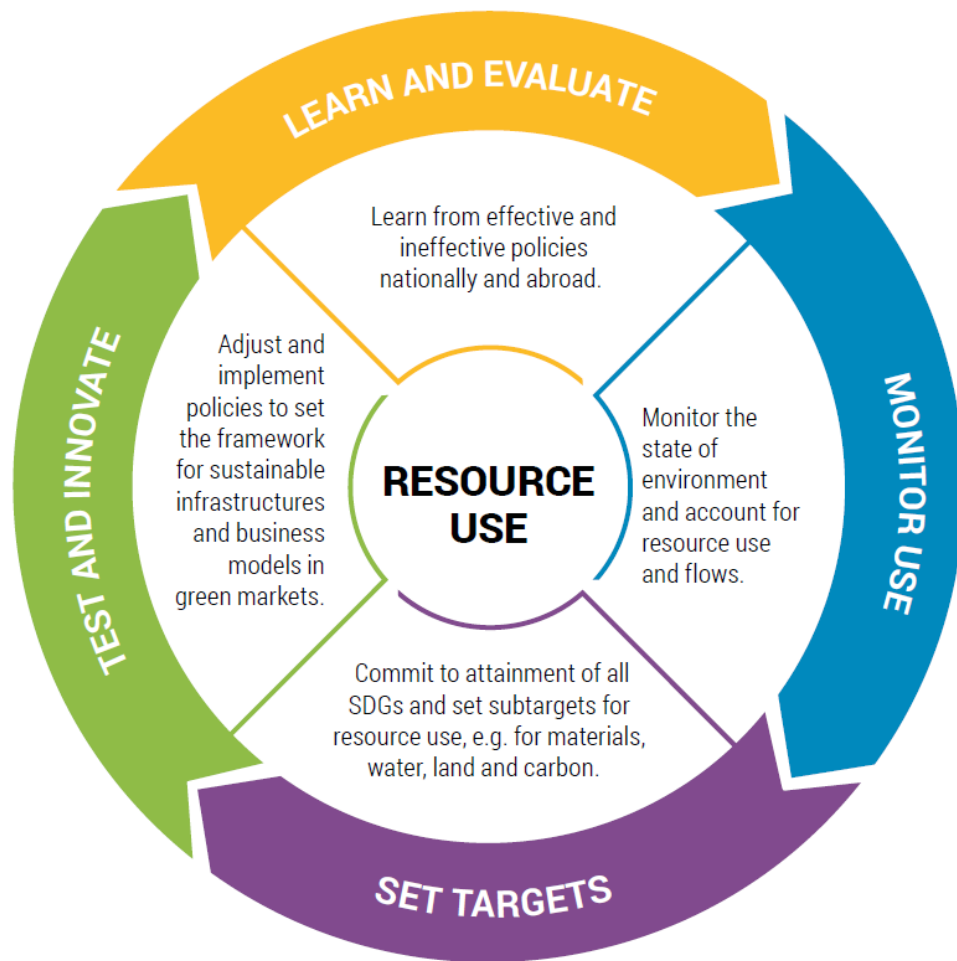 LEARN AND EVALUATE
Learn from effective and
ineffective policies
nationally and abroad.
MONITOR USE
Monitor the
state of
environment
and account for
resource use
and flows.
SET TARGETS
Commit to attainment of all
SDGs and set subtargets for
resource use, e.g. for materials,
water, land and carbon.
TEST AND INNOVATE
Adjust and
implement
policies to set
the framework
for sustainable
infrastructures
and business
models in
green markets.
RESOURCE
USE